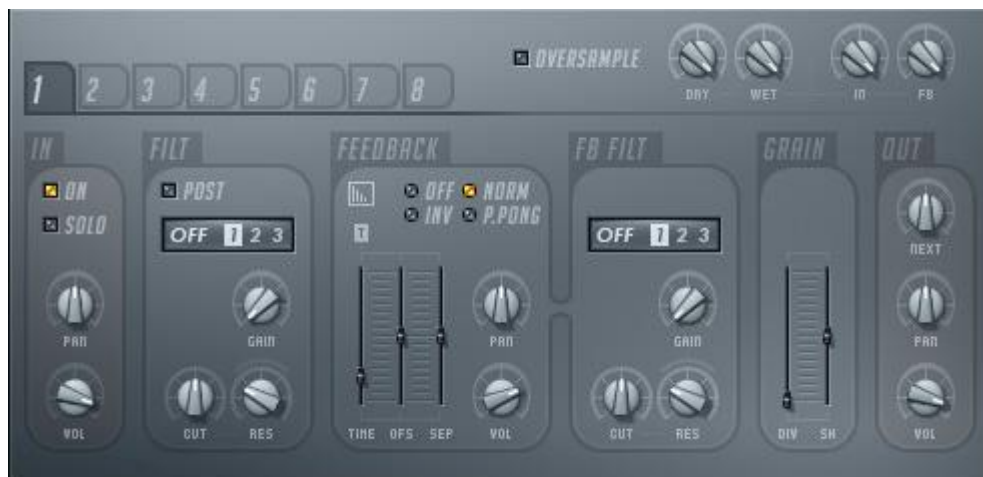 OVERSAMPLE
DRY WET IN FB
1 2 3 4 5 6 7 8
IN FILT FEEDBACK FB FILT GRAIN OUT
ON POST OFF NORM
SOLO INV P.PONG
OFF 1 2 3 T OFF 1 2 3
NEXT
PAN GAIN PAN GAIN PAN
VOL CUT RES TIME OFS SEP VOL CUT RES DIV SH VOL